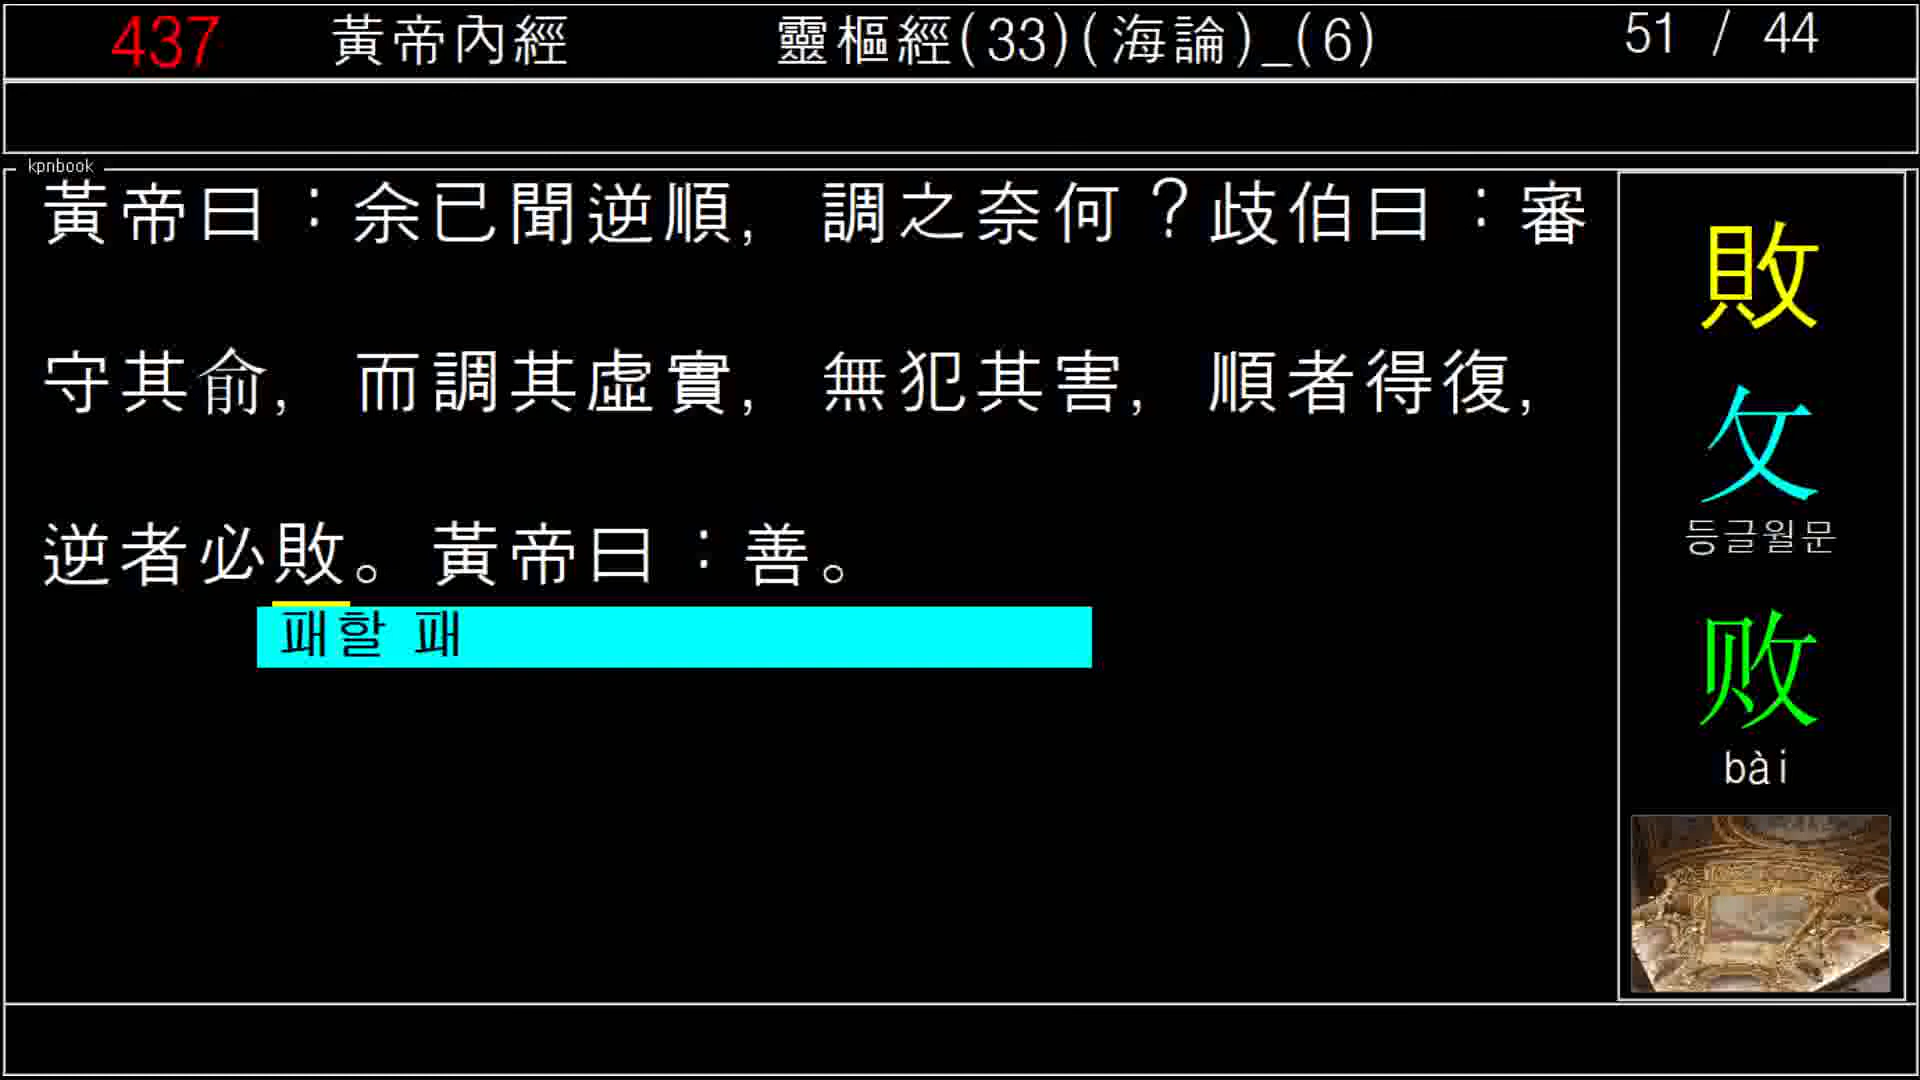 437 黃帝內經 靈樞經(33)(海論)_(6) 51 / 44
kpnbook
黃帝曰：余已聞逆順, 調之奈何？歧伯曰：審
守其俞, 而調其虛實, 無犯其害, 順者得復,
逆者必敗。黃帝曰：善。
패할 패
敗
攵
등글월문
败
bài